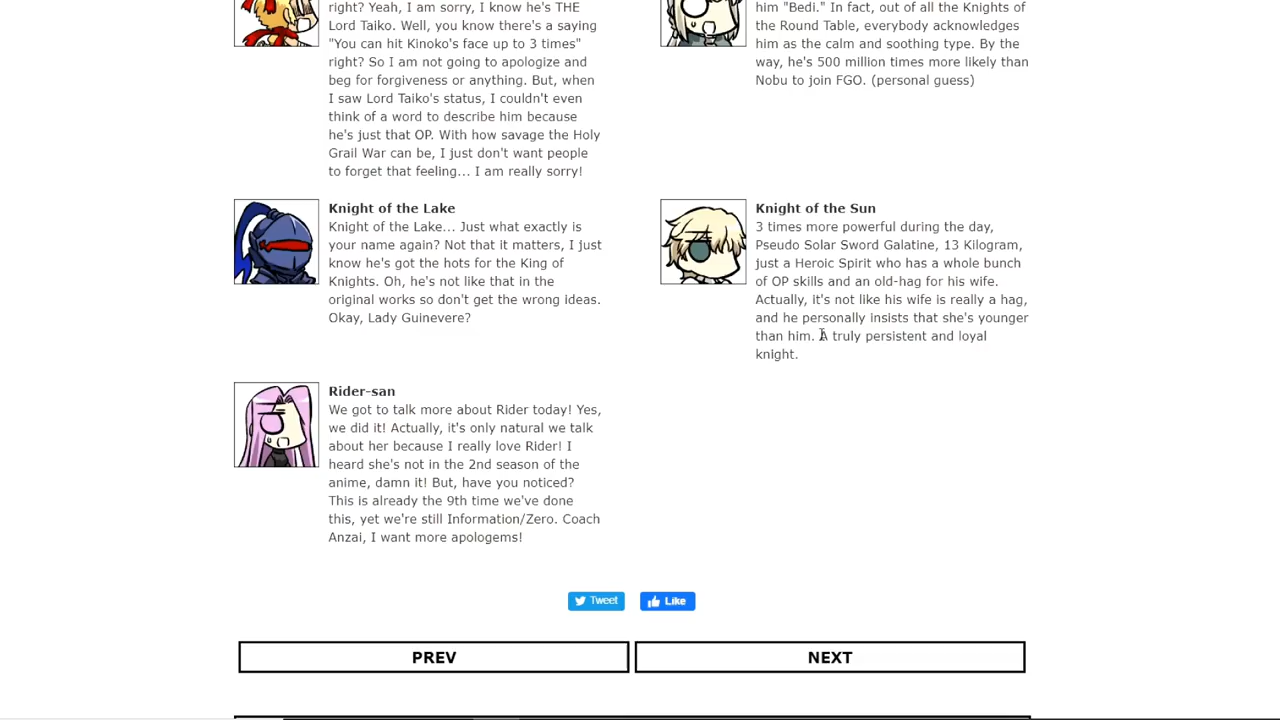 right? Yeah, I am sorry, I know he's THE
Lord Taiko. Well, you know there's a saying
"You can hit Kinoko's face up to 3 times"
right? So I am not going to apologize and
beg for forgiveness or anything. But, when
I saw Lord Taiko's status, I couldn't even
think of a word to describe him because
he's just that OP. With how savage the Holy
Grail War can be, I just don't want people
to forget that feeling... I am really sorry!
him "Bedi." In fact, out of all the Knights of
the Round Table, everybody acknowledges
him as the calm and soothing type. By the
way, he's 500 million times more likely than
Nobu to join FGO. (personal guess)
Knight of the Lake
Knight of the Lake... Just what exactly is
your name again? Not that it matters, I just
know he's got the hots for the King of
Knights. Oh, he's not like that in the
original works so don't get the wrong ideas.
Okay, Lady Guinevere?
Knight of the Sun
3 times more powerful during the day,
Pseudo Solar Sword Galatine, 13 Kilogram,
just a Heroic Spirit who has a whole bunch
of OP skills and an old-hag for his wife.
Actually, it's not like his wife is really a hag,
and he personally insists that she's younger
than him. A truly persistent and loyal
knight.
Rider-san
We got to talk more about Rider today! Yes,
we did it! Actually, it's only natural we talk
about her because I really love Rider! I
heard she's not in the 2nd season of the
anime, damn it! But, have you noticed?
This is already the 9th time we've done
this, yet we're still Information/Zero. Coach
Anzai, I want more apologems!
Tweet
Like
PREV
NEXT